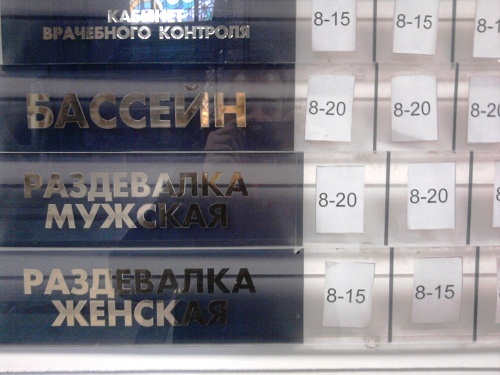 КАБИНЕТ
ВРАЧЕБНОГО КОНТРОЛЯ
8-15 8-15
БАССЕЙН
8-20 8-20
РАЗДЕВАЛКА
МУЖСКАЯ
8-20 8-20
РАЗДЕВАЛКА
ЖЕНСКАЯ
8-15 8-15